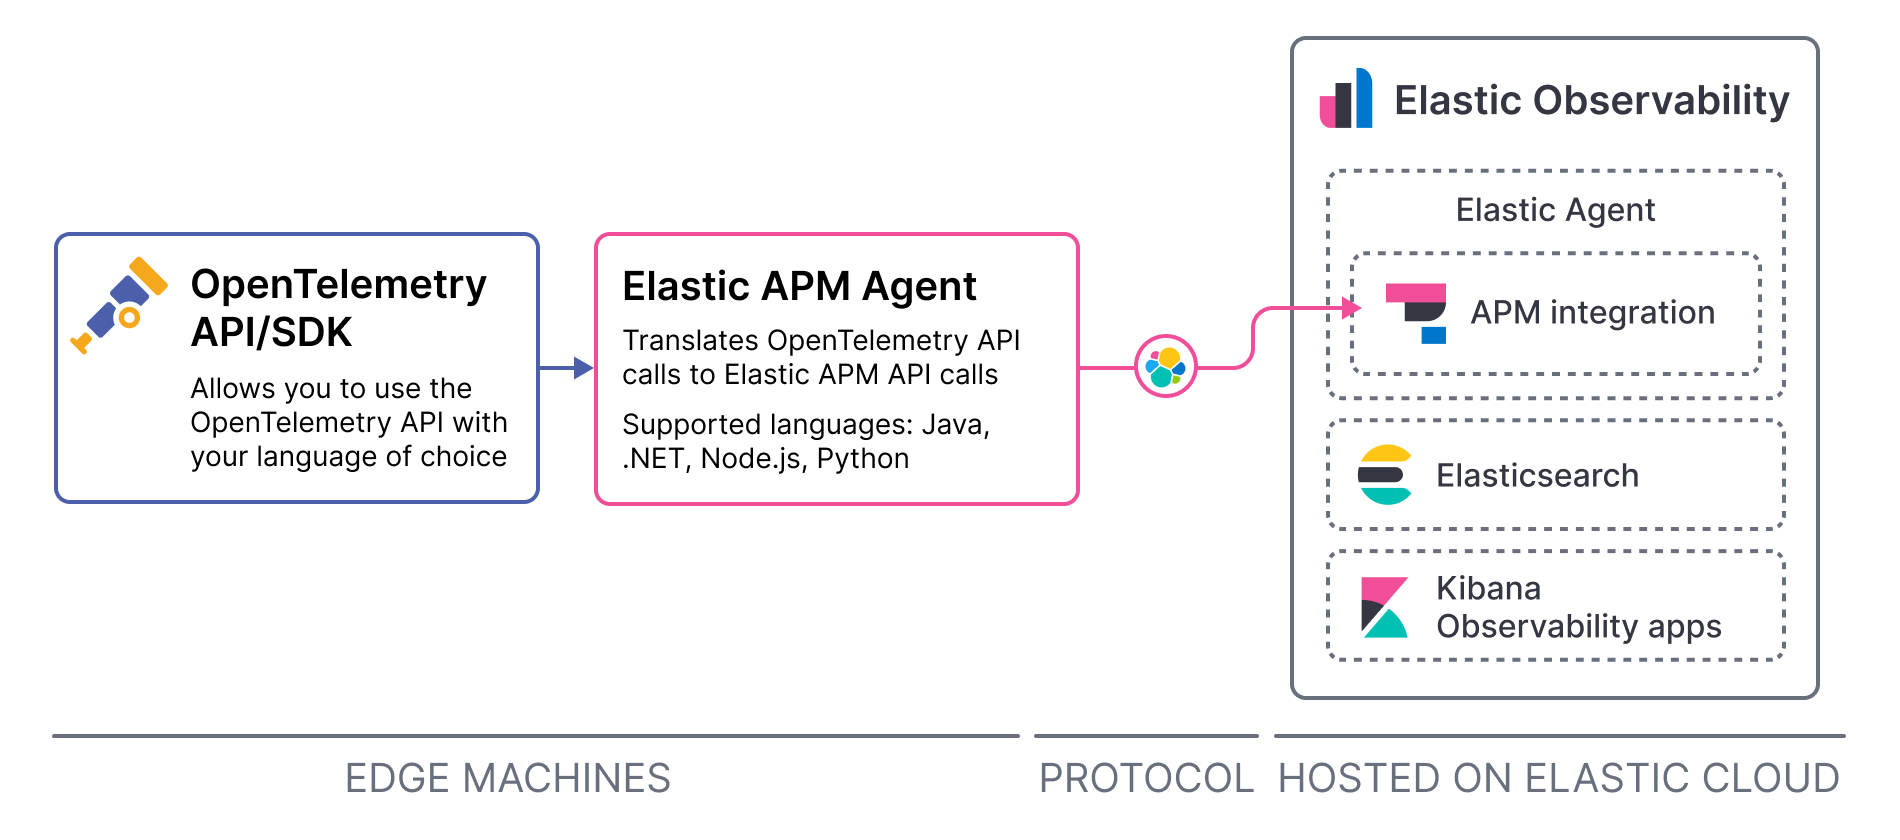 OpenTelemetry
API/SDK
Allows you to use the
OpenTelemetry API with
your language of choice
Elastic APM Agent
Translates OpenTelemetry API
calls to Elastic APM API calls
Supported languages: Java,
.NET, Node.js, Python
Elastic Observability
Elastic Agent
APM integration
Elasticsearch
Kibana
Observability apps
EDGE MACHINES
PROTOCOL
HOSTED ON ELASTIC CLOUD